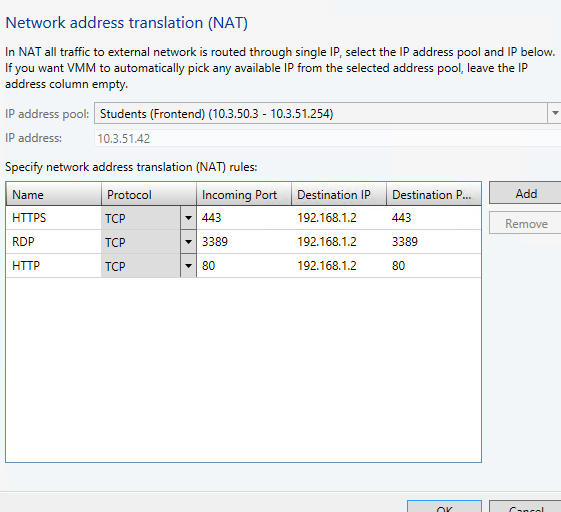 Network address translation (NAT)
In NAT all traffic to external network is routed through single IP, select the IP address pool and IP below.
If you want VMM to automatically pick any available IP from the selected address pool, leave the IP
address column empty.
IP address pool: Students (Frontend) (10.3.50.3 - 10.3.51.254)
IP address: 10.3.51.42
Specify network address translation (NAT) rules:
Name Protocol Incoming Port Destination IP Destination P... Add
HTTPS TCP 443 192.168.1.2 443 Remove
RDP TCP 3389 192.168.1.2 3389
HTTP TCP 80 192.168.1.2 80
OK Cancel